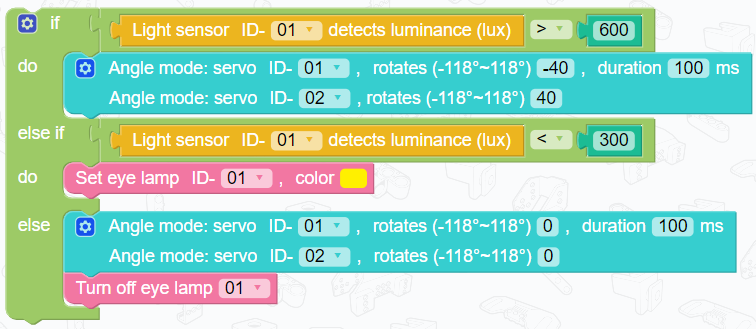 if Light sensor ID- 01 detects luminance (lux) > 600
do Angle mode: servo ID- 01 , rotates (-118°~118°) -40 , duration 100 ms
Angle mode: servo ID- 02 , rotates (-118°~118°) 40
else if Light sensor ID- 01 detects luminance (lux) < 300
do Set eye lamp ID- 01 , color
else Angle mode: servo ID- 01 , rotates (-118°~118°) 0 , duration 100 ms
Angle mode: servo ID- 02 , rotates (-118°~118°) 0
Turn off eye lamp 01